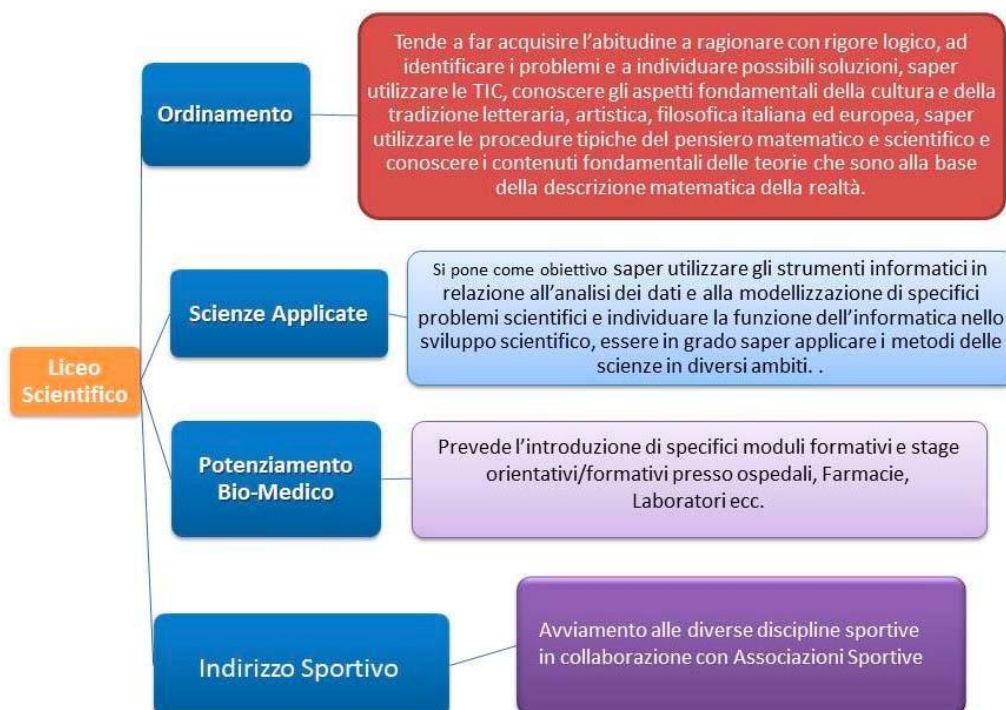 Tende a far acquisire l'abitudine a ragionare con rigore logico, ad
identificare i problemi e a individuare possibili soluzioni, saper
utilizzare le TIC, conoscere gli aspetti fondamentali della cultura e della
tradizione letteraria, artistica, filosofica italiana ed europea, saper
utilizzare le procedure tipiche del pensiero matematico e scientifico e
conoscere i contenuti fondamentali delle teorie che sono alla base
della descrizione matematica della realtà.
Ordinamento
Si pone come obiettivo saper utilizzare gli strumenti informatici in
relazione all'analisi dei dati e alla modellizzazione di specifici
problemi scientifici e individuare la funzione dell'informatica nello
sviluppo scientifico, essere in grado saper applicare i metodi delle
scienze in diversi ambiti. .
Scienze Applicate
Liceo
Scientifico
Potenziamento
Bio-Medico
Prevede l'introduzione di specifici moduli formativi e stage
orientativi/formativi presso ospedali, Farmacie,
Laboratori ecc.
Indirizzo Sportivo
Avviamento alle diverse discipline sportive
in collaborazione con Associazioni Sportive